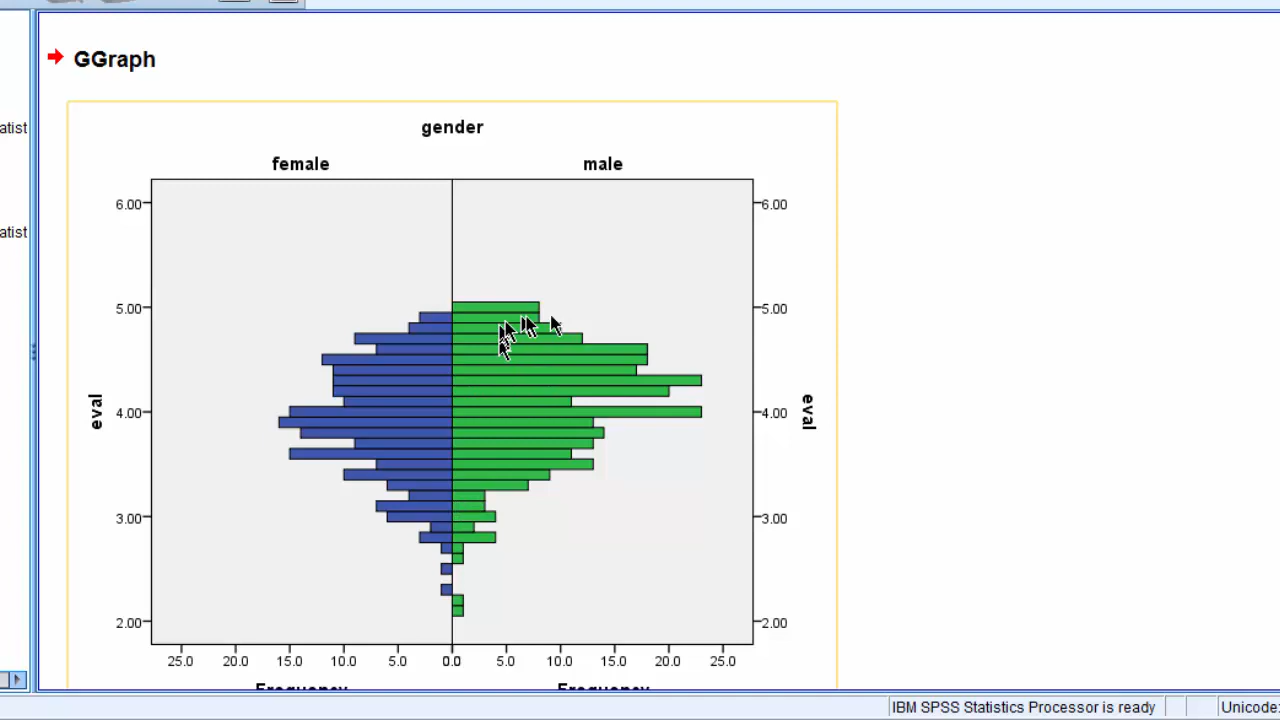 GGraph
gender
female male
6.00 6.00
atist
atist
5.00 5.00
eval 4.00 4.00 eval
3.00 3.00
2.00 2.00
25.0 20.0 15.0 10.0 5.0 0.0 5.0 10.0 15.0 20.0 25.0
Frequency Frequency
IBM SPSS Statistics Processor is ready Unicode: